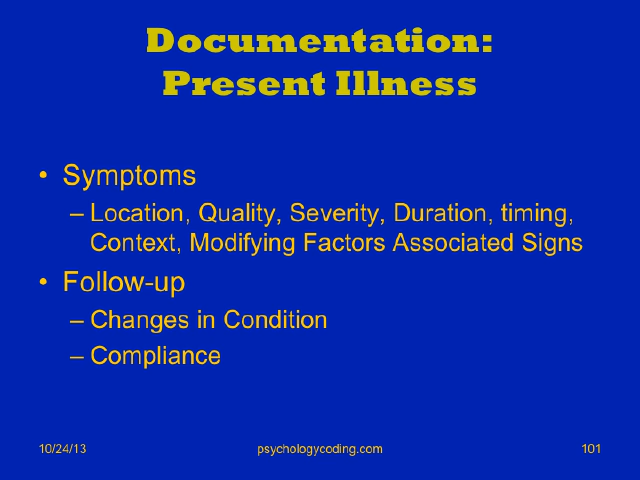 Documentation:
Present Illness
• Symptoms
– Location, Quality, Severity, Duration, timing,
Context, Modifying Factors Associated Signs
• Follow-up
– Changes in Condition
– Compliance
10/24/13 psychologycoding.com 101